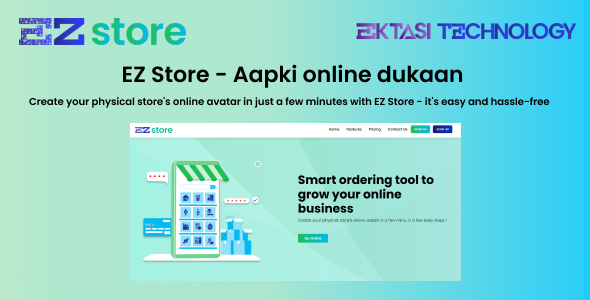 EZ store
EKTASI TECHNOLOGY
EZ Store - Aapki online dukaan
Create your physical store's online avatar in just a few minutes with EZ Store - it's easy and hassle-free
EZ store
Home Features Pricing Contact Us SIGN IN SIGN UP
Smart ordering tool to
grow your online
business
Create your physical store's online avatar in a few mins, in a few easy steps !
Go Online